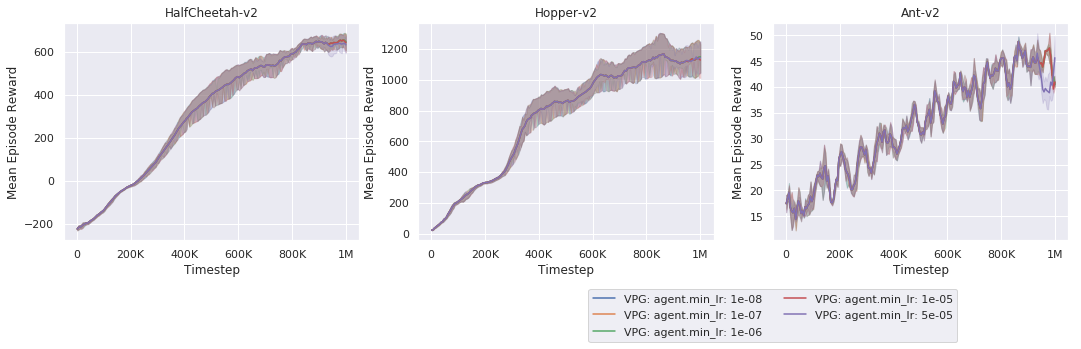 HalfCheetah-v2
Mean Episode Reward
600
400
200
0
−200
0 200K 400K 600K 800K 1M
Timestep
Hopper-v2
Mean Episode Reward
1200
1000
800
600
400
200
0
0 200K 400K 600K 800K 1M
Timestep
Ant-v2
Mean Episode Reward
50
45
40
35
30
25
20
15
0 200K 400K 600K 800K 1M
Timestep
VPG: agent.min_lr: 1e-08
VPG: agent.min_lr: 1e-07
VPG: agent.min_lr: 1e-06
VPG: agent.min_lr: 1e-05
VPG: agent.min_lr: 5e-05